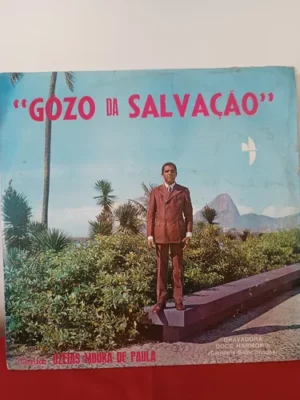 "GOZO DA SALVAÇÃO"
OZEIAS MOURA DE PAULA
GRAVADORA
DOCE HARMONIA